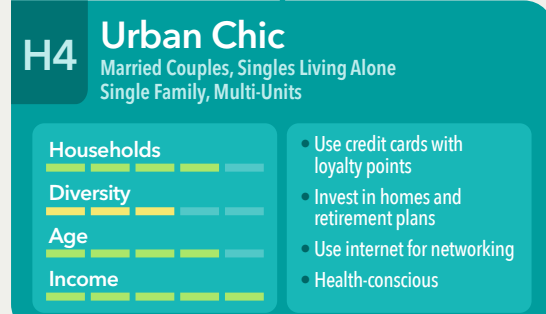 H4
Urban Chic
Married Couples, Singles Living Alone
Single Family, Multi-Units
Households
Diversity
Age
Income
• Use credit cards with
loyalty points
• Invest in homes and
retirement plans
• Use internet for networking
• Health-conscious